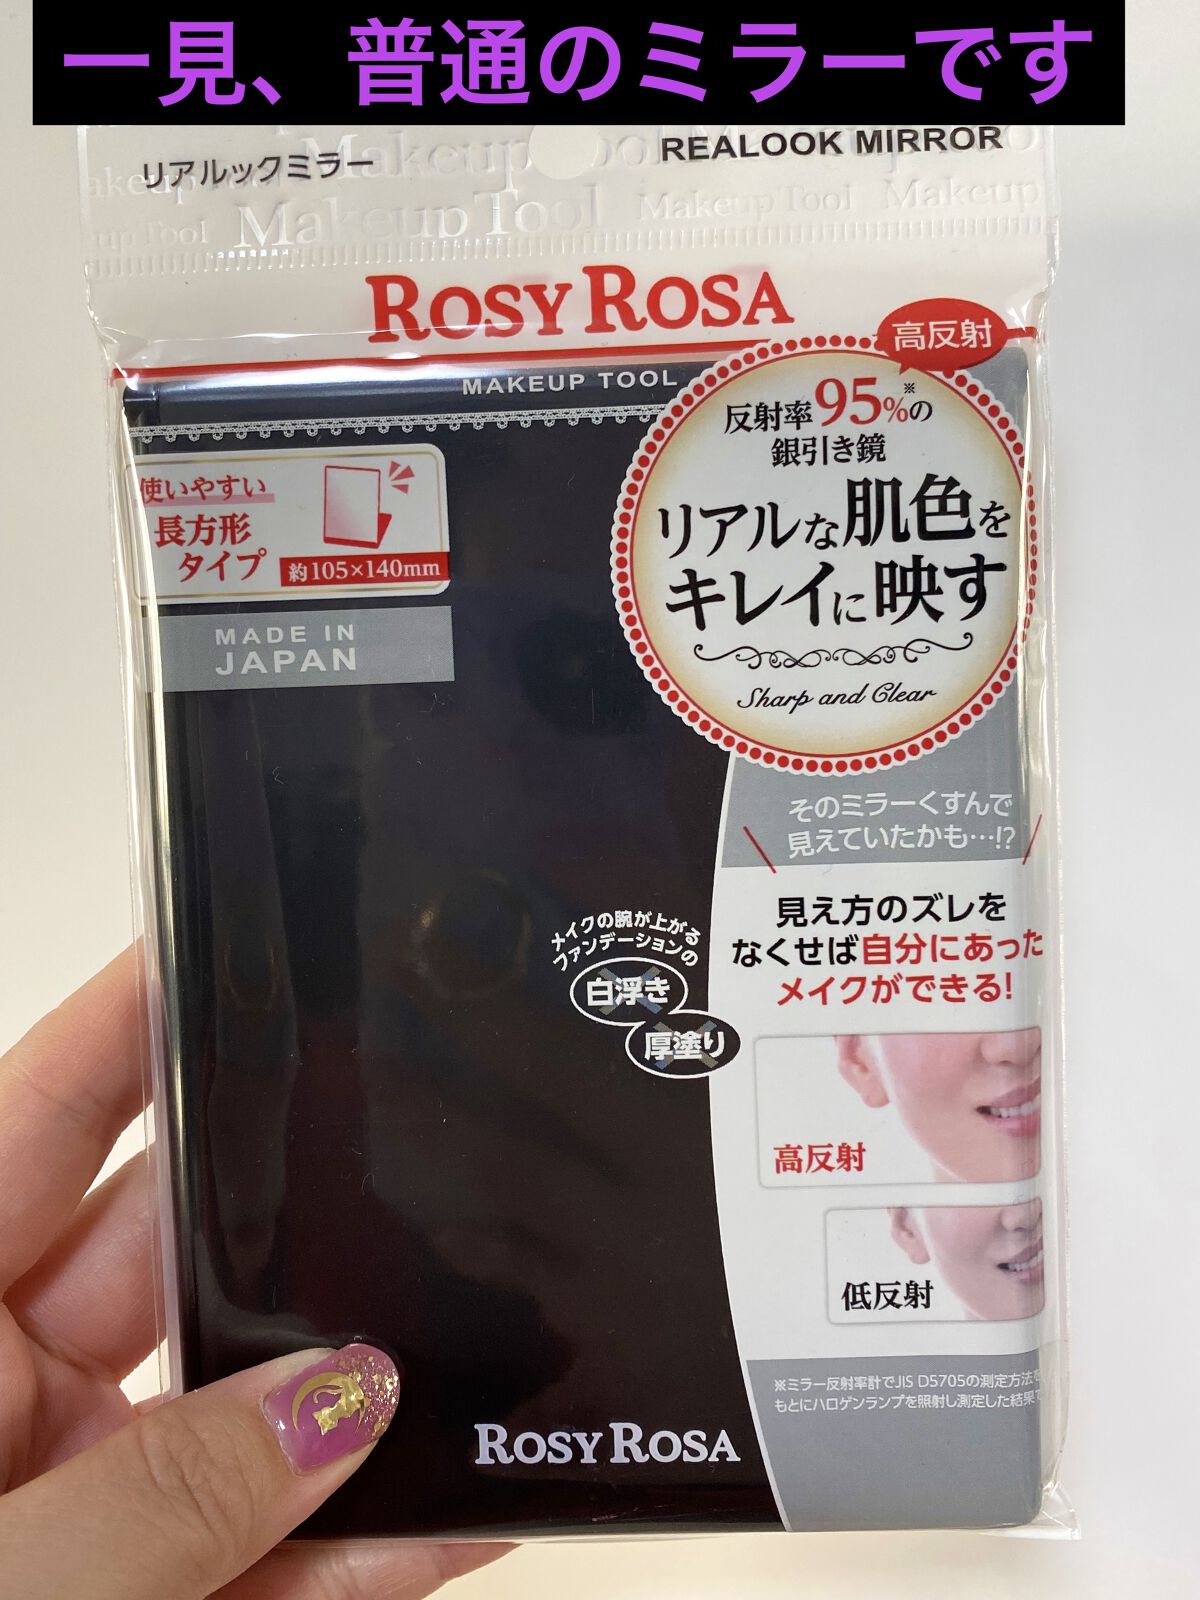 一見、普通のミラーです
リアルックミラー
REALOOK MIRROR
Makeup Tool
Makeup Tool
Makeup Tool
Makeup Tool
up Tool
ROSY ROSA
MAKEUP TOOL
高反射
反射率95%※の
銀引き鏡
リアルな肌色を
キレイに映す
Sharp and Clear
使いやすい
長方形
タイプ
約105×140mm
MADE IN
JAPAN
そのミラーくすんで
見えていたかも…!?
見え方のズレを
なくせば自分にあった
メイクができる!
メイクの腕が上がる
ファンデーションの
白浮き
厚塗り
高反射
低反射
※ミラー反射率計でJIS D5705の測定方法を
もとにハロゲンランプを照射し測定した結果
ROSY ROSA